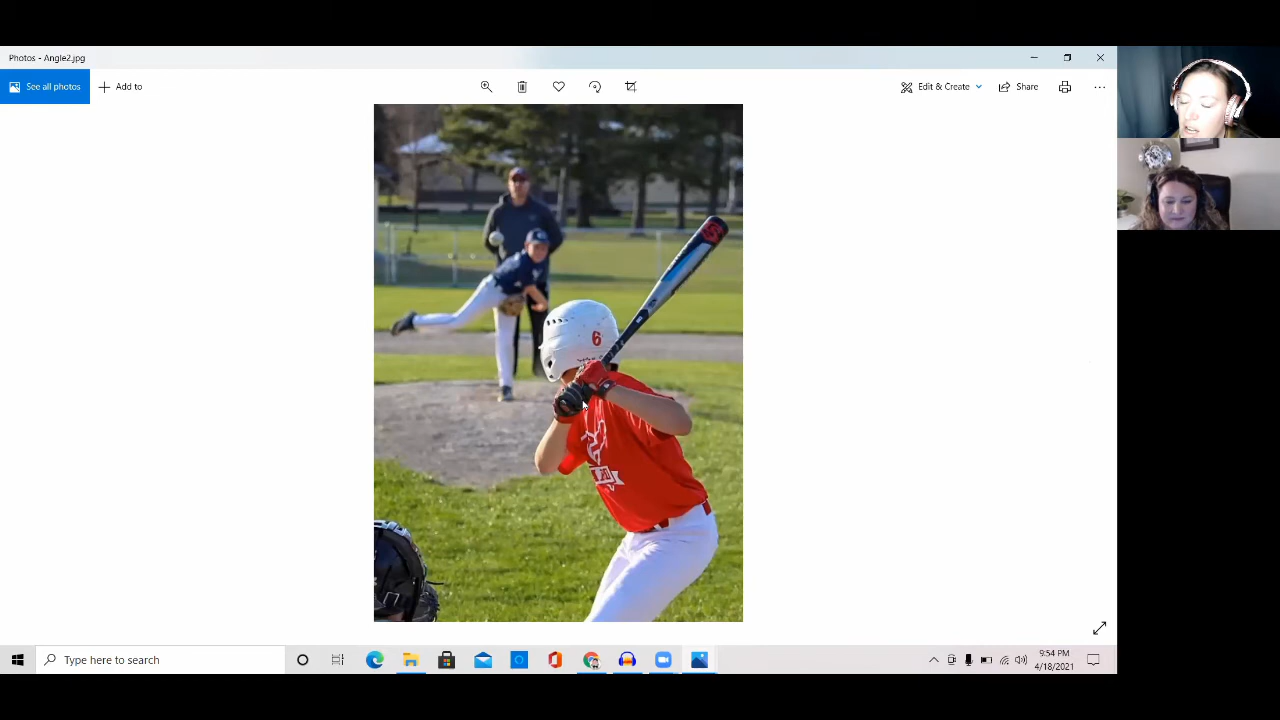 Photos - Angle2.jpg
See all photos
Add to
Edit & Create
Share
6
Type here to search
9:54 PM
4/18/2021